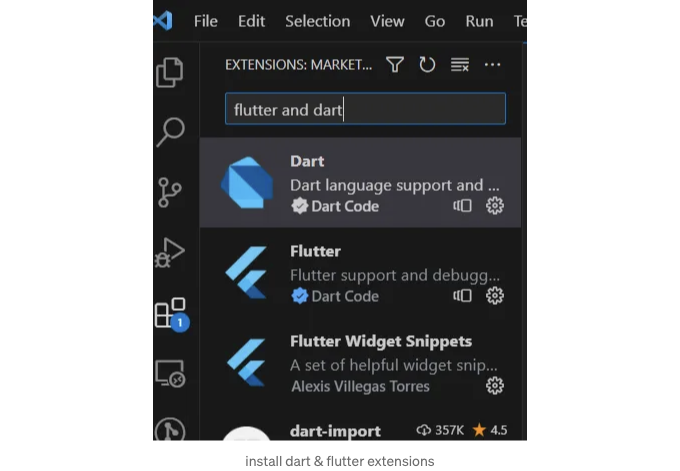 File Edit Selection View Go Run Te
EXTENSIONS: MARKET...
flutter and dart
Dart
Dart language support and ...
Dart Code
Flutter
Flutter support and debugg...
Dart Code
1
Flutter Widget Snippets
A set of helpful widget snip...
Alexis Villegas Torres
dart-import 357K 4.5
install dart & flutter extensions